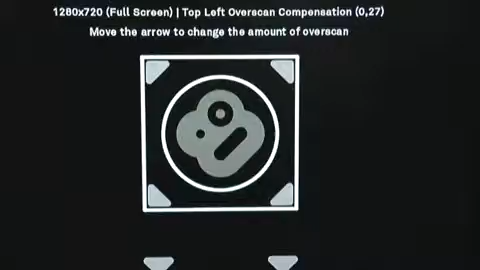 1280x720 (Full Screen) | Top Left Overscan Compensation (0,27)
Move the arrow to change the amount of overscan